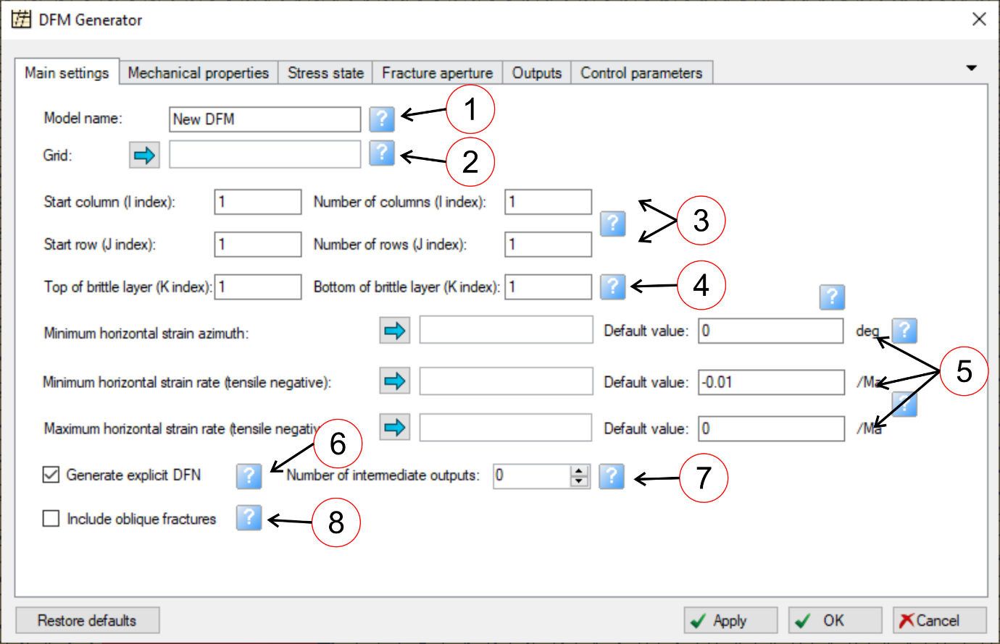 DFM Generator
Main settings Mechanical properties Stress state Fracture aperture Outputs Control parameters
Model name: New DFM ? 1
Grid: ? 2
Start column (I index): 1 Number of columns (I index): 1
? 3
Start row (J index): 1 Number of rows (J index): 1
Top of brittle layer (K index): 1 Bottom of brittle layer (K index): 1 ? 4
?
Minimum horizontal strain azimuth: Default value: 0 deg ?
5
Minimum horizontal strain rate (tensile negative): Default value: -0.01 /Ma
?
Maximum horizontal strain rate (tensile negativ Default value: 0 /Ma
6
Generate explicit DFN ? Number of intermediate outputs: 0 ? 7
Include oblique fractures ? 8
Restore defaults Apply OK Cancel